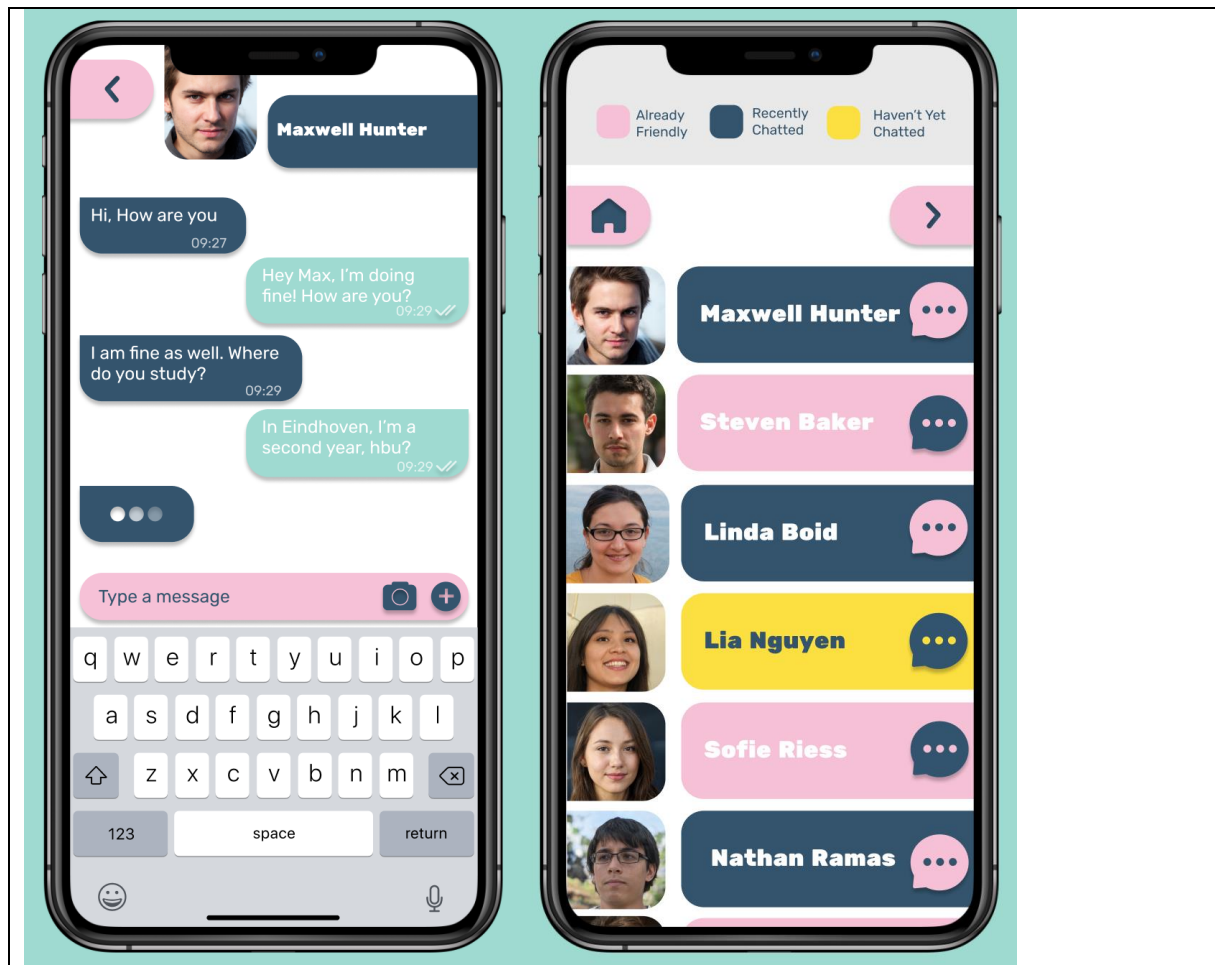 Maxwell Hunter
Hi, How are you
09:27
Hey Max, I'm doing
fine! How are you?
09:29
I am fine as well. Where
do you study?
09:29
In Eindhoven, I'm a
second year, hbu?
09:29
Type a message
q w e r t y u i o p
a s d f g h j k l
z x c v b n m
123 space return
Already
Friendly
Recently
Chatted
Haven't Yet
Chatted
Maxwell Hunter
Steven Baker
Linda Boid
Lia Nguyen
Sofie Riess
Nathan Ramas